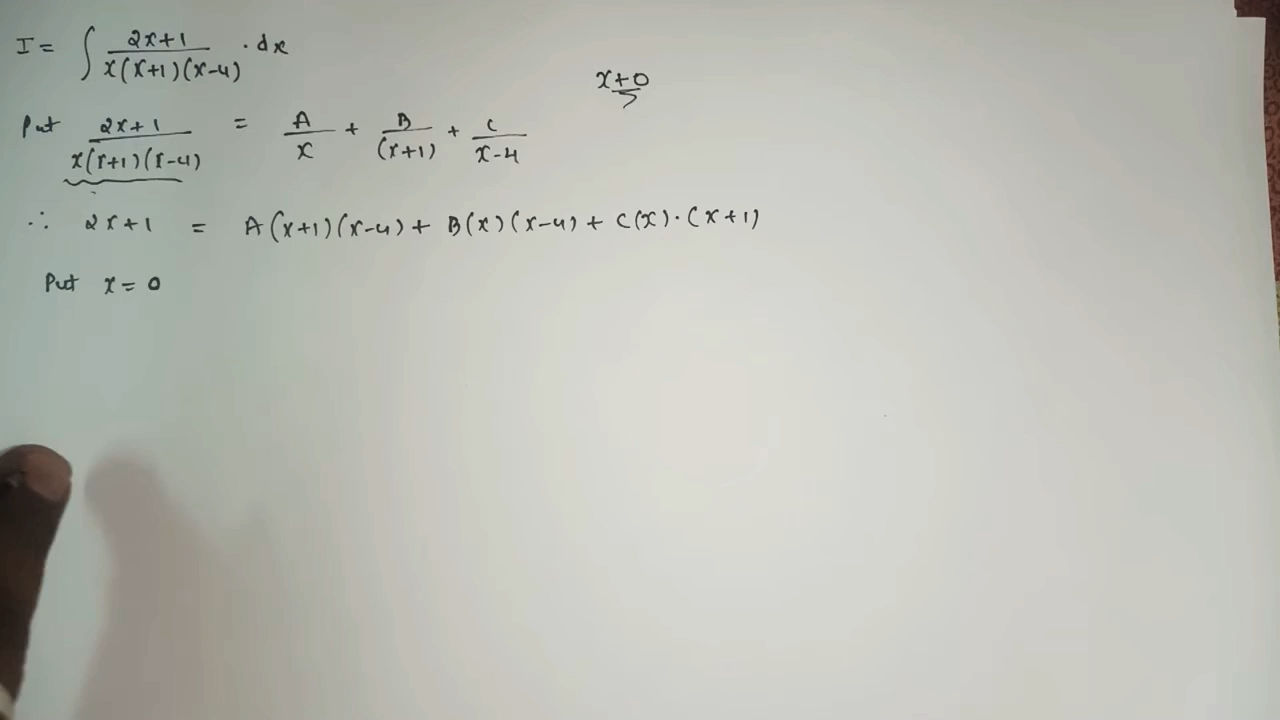 I = ∫ 2x+1 / x(x+1)(x-4) · dx
x+0
Put 2x+1 / x(x+1)(x-4) = A / x + B / (x+1) + C / x-4
∴ 2x+1 = A(x+1)(x-4) + B(x)(x-4) + C(x)·(x+1)
Put x = 0